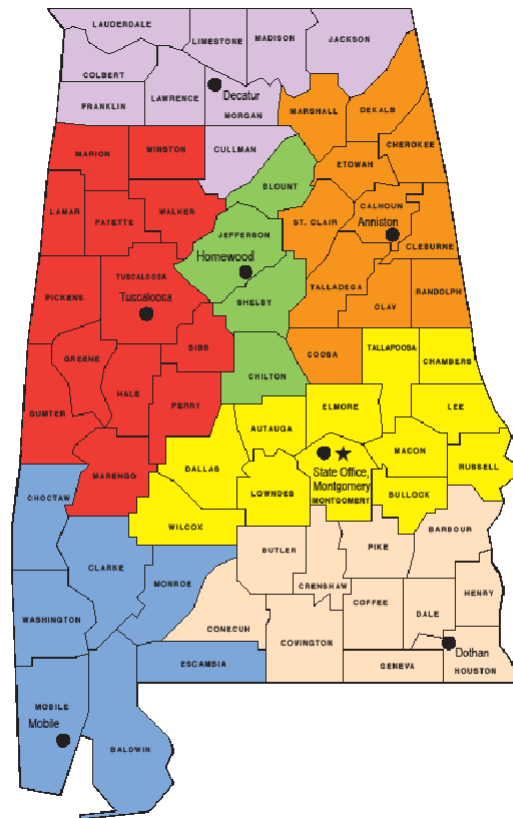 LAUDERDALE
LIMESTONE
MADISON
JACKSON
COLBERT
FRANKLIN
LAWRENCE
Decatur
MORGAN
MARSHALL
DEKALB
CHEROKEE
CULLMAN
MARION
WINSTON
ETOWAH
BLOUNT
CALHOUN
LAMAR
FAYETTE
WALKER
JEFFERSON
ST. CLAIR
Anniston
CLEBURNE
Homewood
TUSCALOOSA
Tuscaloosa
PICKENS
SHELBY
TALLADEGA
CLAY
RANDOLPH
BIBB
GREENE
HALE
PERRY
CHILTON
COOSA
TALLAPOOSA
CHAMBERS
SUMTER
AUTAUGA
ELMORE
LEE
MARENGO
DALLAS
MACON
State Office,
Montgomery
MONTGOMERY
RUSSELL
LOWNDES
BULLOCK
CHOCTAW
WILCOX
BARBOUR
BUTLER
PIKE
CLARKE
MONROE
CRENSHAW
COFFEE
DALE
HENRY
WASHINGTON
CONECUH
COVINGTON
Dothan
ESCAMBIA
GENEVA
HOUSTON
MOBILE
Mobile
BALDWIN